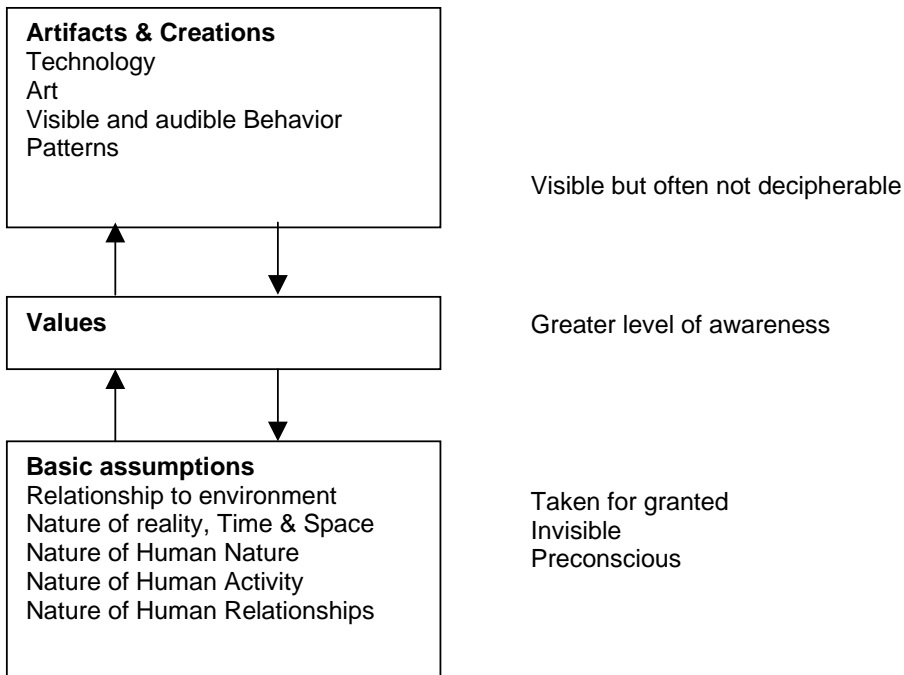 Artifacts & Creations
Technology
Art
Visible and audible Behavior
Patterns
Visible but often not decipherable
Values
Greater level of awareness
Basic assumptions
Relationship to environment
Nature of reality, Time & Space
Nature of Human Nature
Nature of Human Activity
Nature of Human Relationships
Taken for granted
Invisible
Preconscious